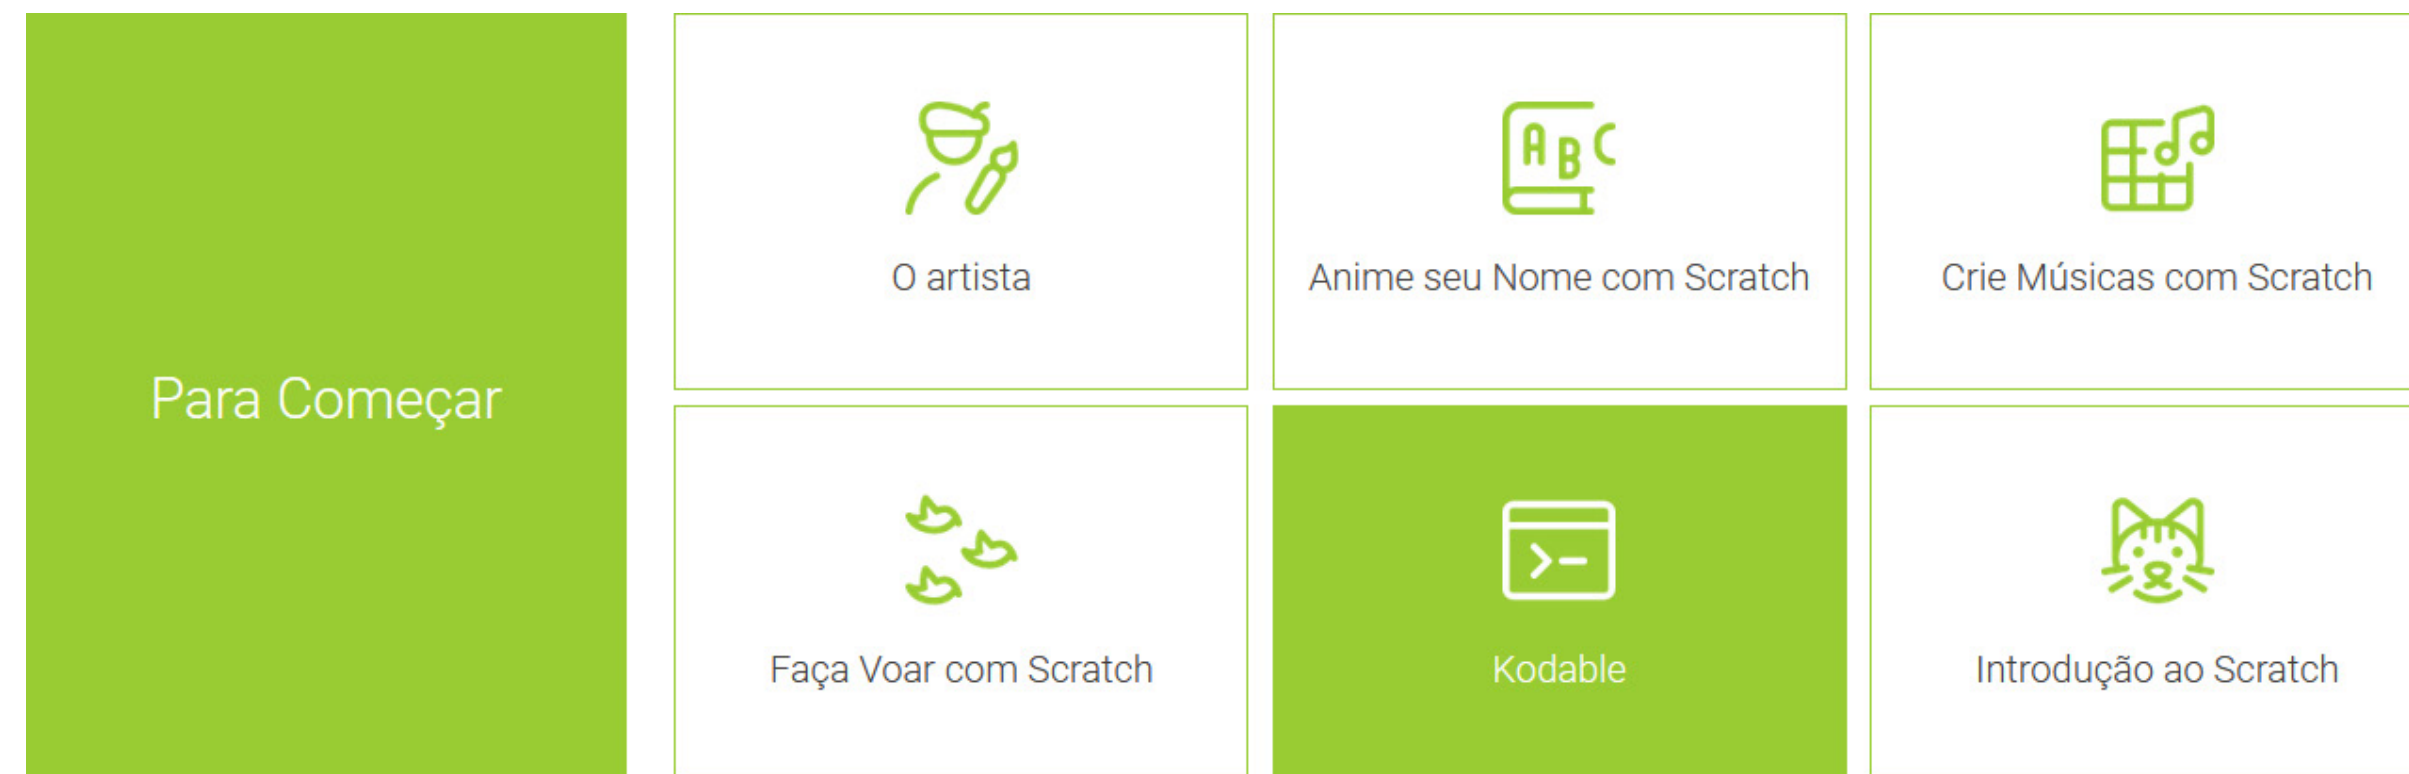 Para Começar
O artista
Anime seu Nome com Scratch
A B C
Crie Músicas com Scratch
Faça Voar com Scratch
Kodable
Introdução ao Scratch